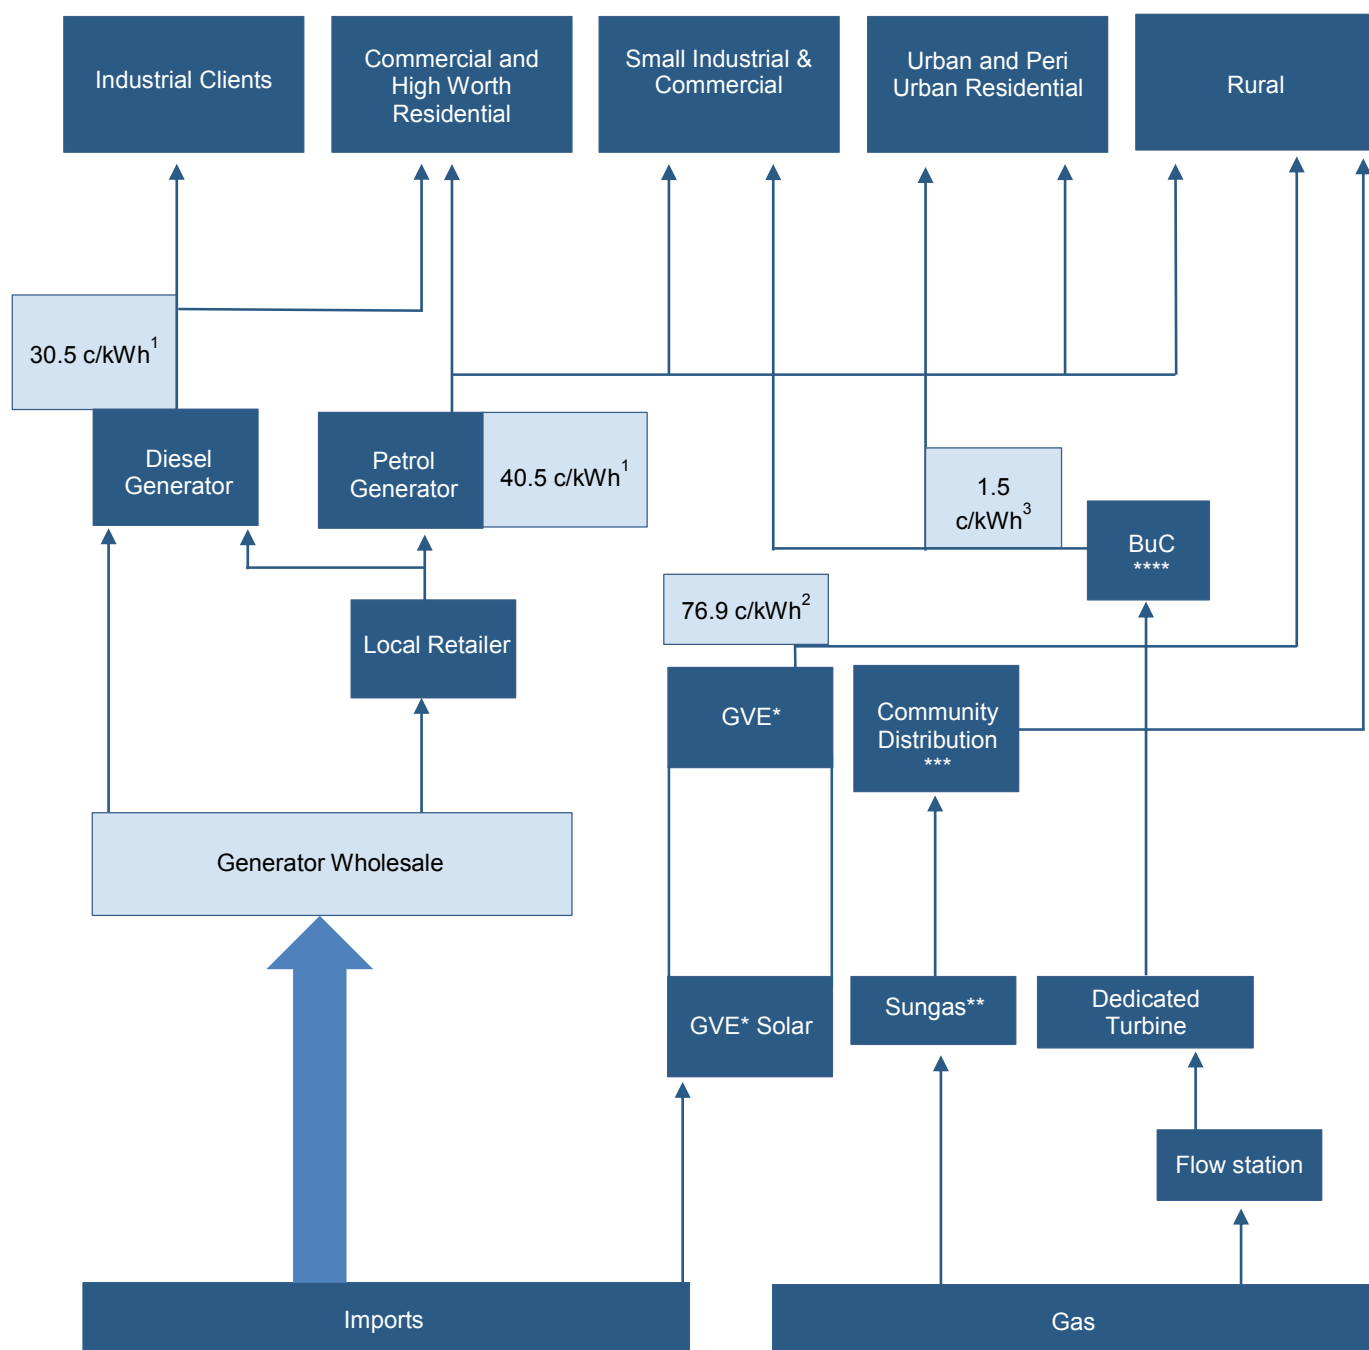 Industrial Clients
Commercial and
High Worth
Residential
Small Industrial &
Commercial
Urban and Peri
Urban Residential
Rural
30.5 c/kWh¹
Diesel
Generator
Petrol
Generator
40.5 c/kWh¹
1.5
c/kWh³
BuC
****
76.9 c/kWh²
Local Retailer
GVE*
Community
Distribution
***
Generator Wholesale
GVE* Solar
Sungas**
Dedicated
Turbine
Flow station
Imports
Gas